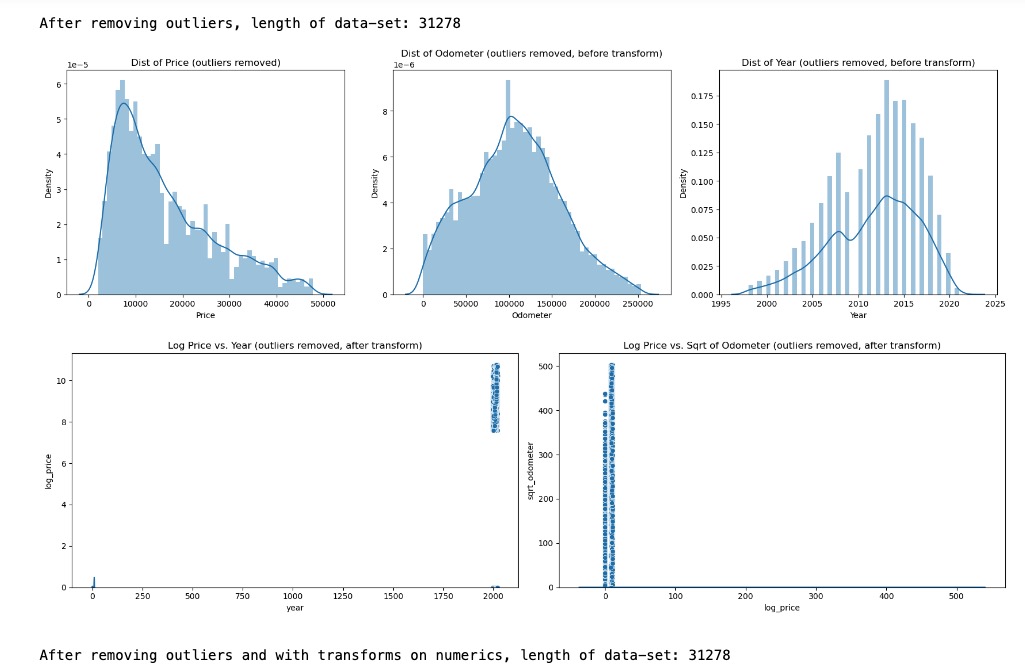 After removing outliers, length of data-set: 31278
Dist of Price (outliers removed)
1e−5
6
5
4
3
2
1
0
Density
0 10000 20000 30000 40000 50000
Price
Dist of Odometer (outliers removed, before transform)
1e−6
8
6
4
2
0
Density
0 50000 100000 150000 200000 250000
Odometer
Dist of Year (outliers removed, before transform)
0.175
0.150
0.125
0.100
0.075
0.050
0.025
0.000
Density
1995 2000 2005 2010 2015 2020 2025
Year
Log Price vs. Year (outliers removed, after transform)
10
8
6
4
2
0
log_price
0 250 500 750 1000 1250 1500 1750 2000
year
Log Price vs. Sqrt of Odometer (outliers removed, after transform)
500
400
300
200
100
0
sqrt_odometer
0 100 200 300 400 500
log_price
After removing outliers and with transforms on numerics, length of data-set: 31278